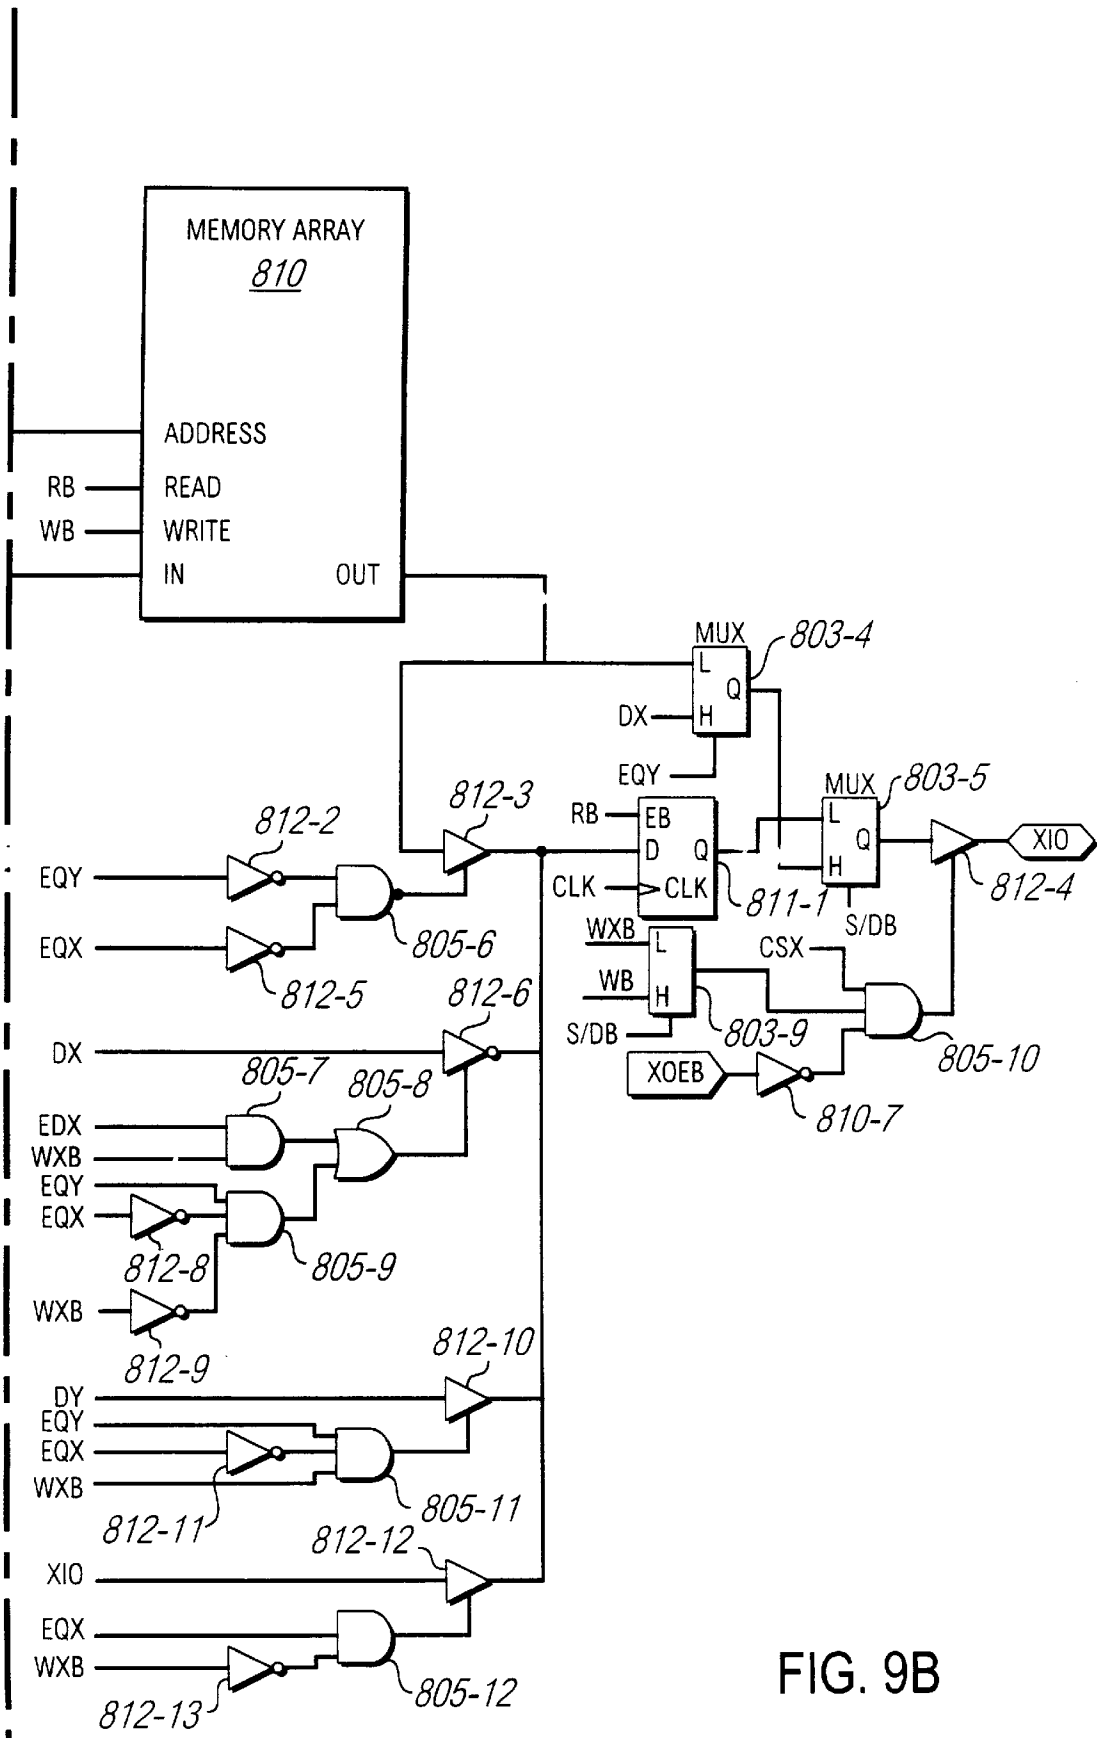 MEMORY ARRAY
810
ADDRESS
RB READ
WB WRITE
IN OUT
MUX 803-4
L
Q
DX H
EQY
MUX 803-5
L
Q
H
S/DB
812-4
XIO
812-3
RB EB
D Q
CLK CLK
811-1
812-2
EQY
805-6
EQX
812-5
WXB L
WB H
S/DB
803-9
CSX
805-10
XOEB
810-7
812-6
DX
805-7
805-8
EDX
WXB
EQY
EQX
812-8
805-9
WXB
812-9
812-10
DY
EQY
EQX
WXB
812-11
805-11
812-12
XIO
EQX
WXB
812-13
805-12
FIG. 9B